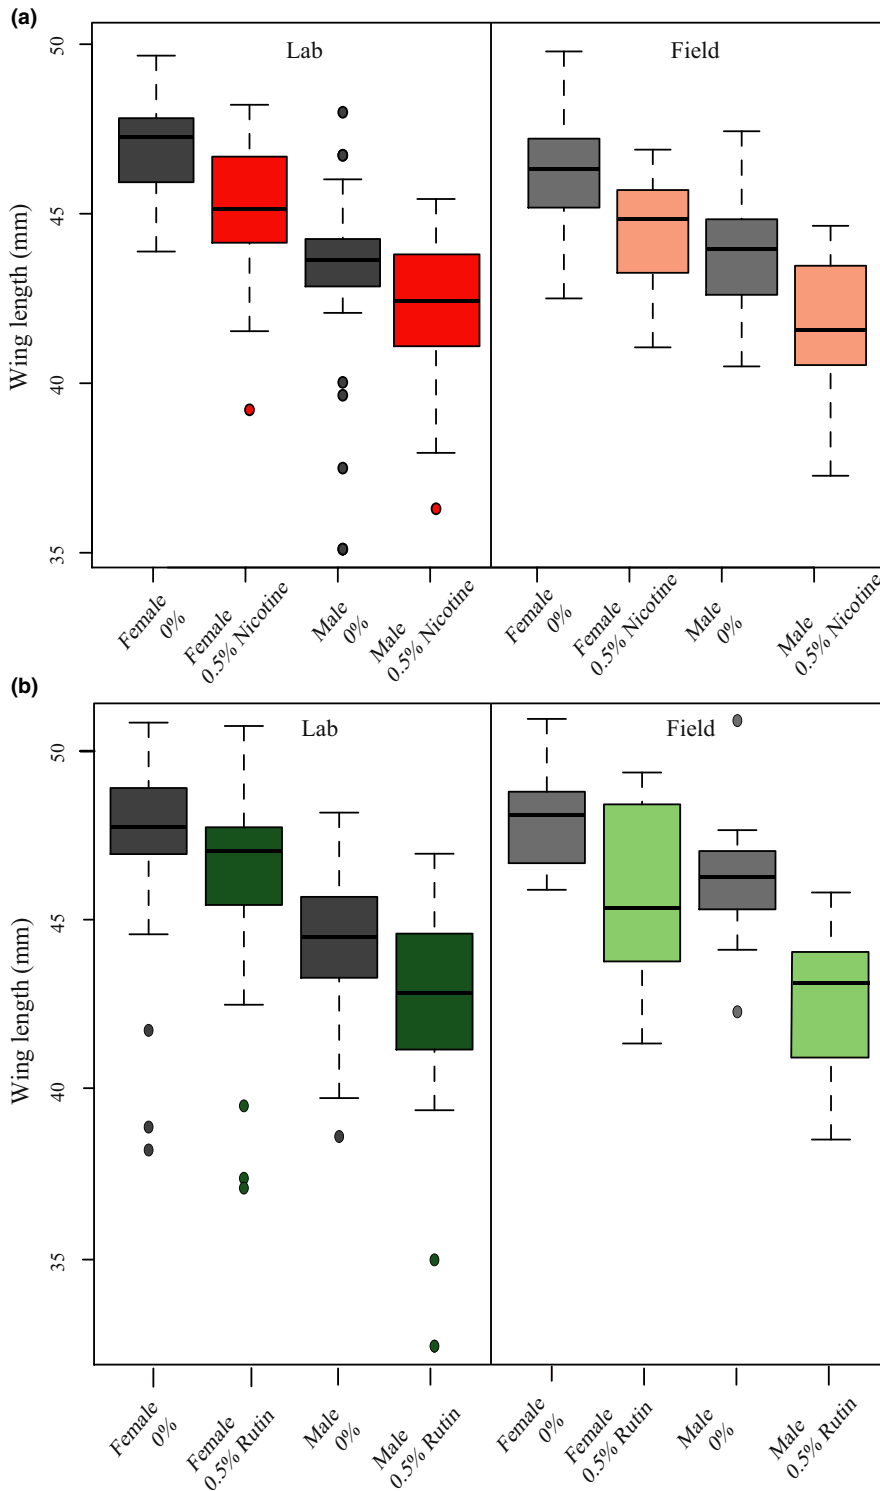 (a)
Lab
Field
Wing length (mm)
50
45
40
35
Female
0%
Female
0.5% Nicotine
Male
0%
Male
0.5% Nicotine
Female
0%
Female
0.5% Nicotine
Male
0%
Male
0.5% Nicotine
(b)
Lab
Field
Wing length (mm)
50
45
40
35
Female
0%
Female
0.5% Rutin
Male
0%
Male
0.5% Rutin
Female
0%
Female
0.5% Rutin
Male
0%
Male
0.5% Rutin